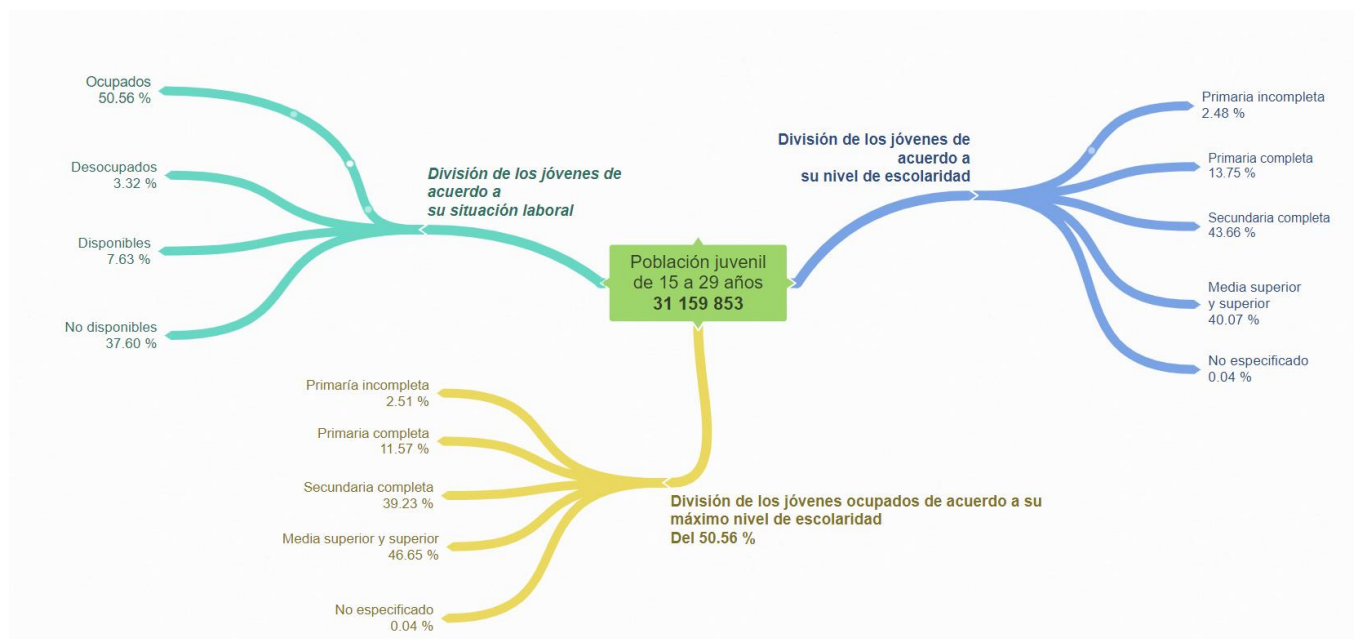 Ocupados
50.56 %
Desocupados
3.32 %
Disponibles
7.63 %
No disponibles
37.60 %
División de los jóvenes de
acuerdo a
su situación laboral
Población juvenil
de 15 a 29 años
31 159 853
División de los jóvenes de
acuerdo a
su nivel de escolaridad
Primaria incompleta
2.48 %
Primaria completa
13.75 %
Secundaria completa
43.66 %
Media superior
y superior
40.07 %
No especificado
0.04 %
Primaría incompleta
2.51 %
Primaria completa
11.57 %
Secundaria completa
39.23 %
Media superior y superior
46.65 %
No especificado
0.04 %
División de los jóvenes ocupados de acuerdo a su
máximo nivel de escolaridad
Del 50.56 %